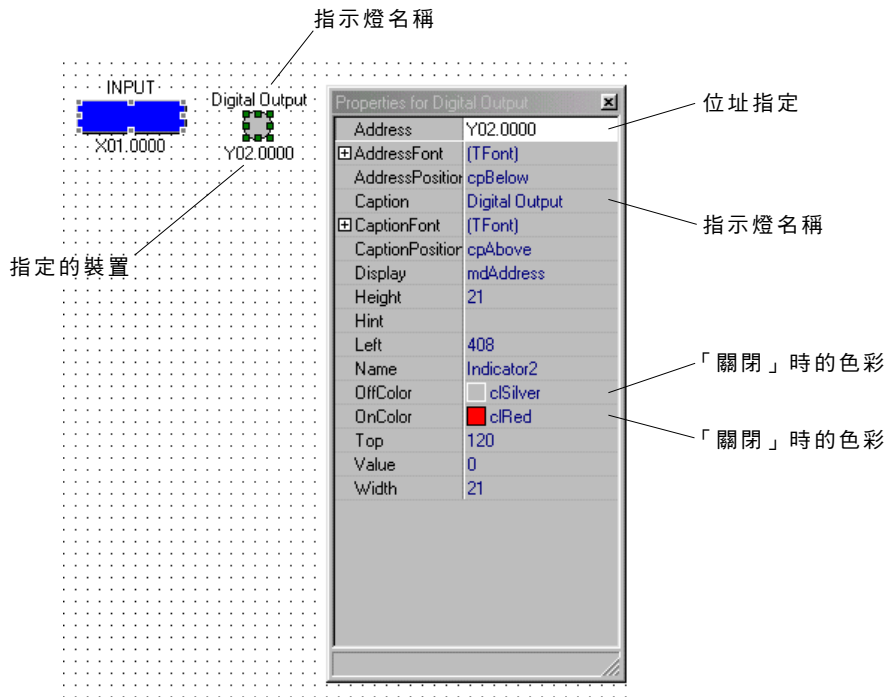 指示燈名稱
INPUT
X01.0000
Digital Output
Y02.0000
指定的裝置
Properties for Digital Output
Address Y02.0000
AddressFont (TFont)
AddressPosition cpBelow
Caption Digital Output
CaptionFont (TFont)
CaptionPosition cpAbove
Display mdAddress
Height 21
Hint
Left 408
Name Indicator2
OffColor clSilver
OnColor clRed
Top 120
Value 0
Width 21
位址指定
指示燈名稱
「關閉」時的色彩
「關閉」時的色彩